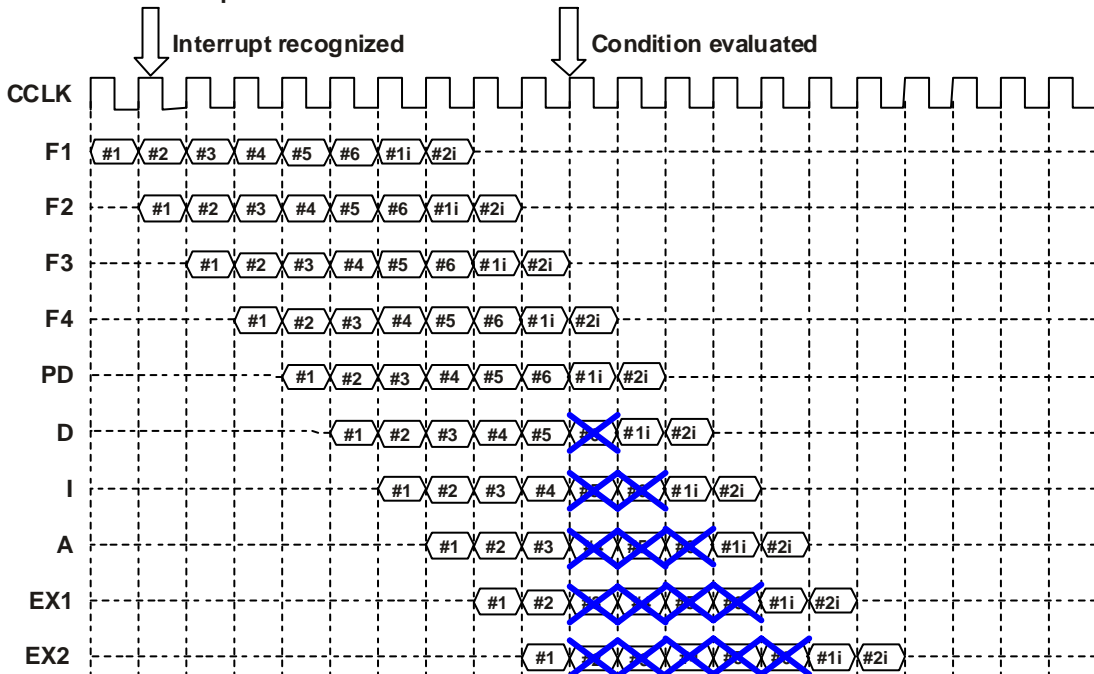 Interrupt recognized Condition evaluated
CCLK
F1 #1 #2 #3 #4 #5 #6 #1i #2i
F2 #1 #2 #3 #4 #5 #6 #1i #2i
F3 #1 #2 #3 #4 #5 #6 #1i #2i
F4 #1 #2 #3 #4 #5 #6 #1i #2i
PD #1 #2 #3 #4 #5 #6 #1i #2i
D #1 #2 #3 #4 #5 #1i #2i
I #1 #2 #3 #4 #1i #2i
A #1 #2 #3 #1i #2i
EX1 #1 #2 #1i #2i
EX2 #1 #1i #2i